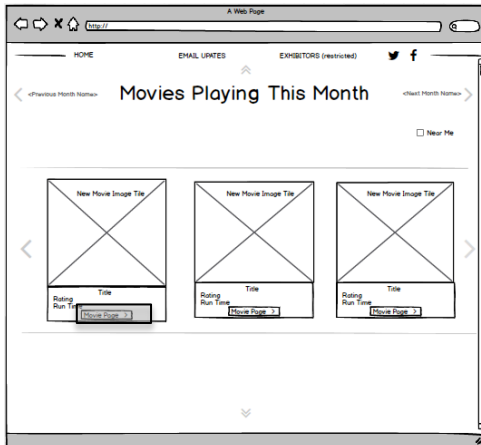 A Web Page
http://
HOME EMAIL UPATES EXHIBITORS (restricted)
<Previous Month Name> Movies Playing This Month <Next Month Name>
Near Me
New Movie Image Tile New Movie Image Tile New Movie Image Tile
Title Title Title
Rating Rating Rating
Run Time Run Time Run Time
Movie Page > Movie Page > Movie Page >